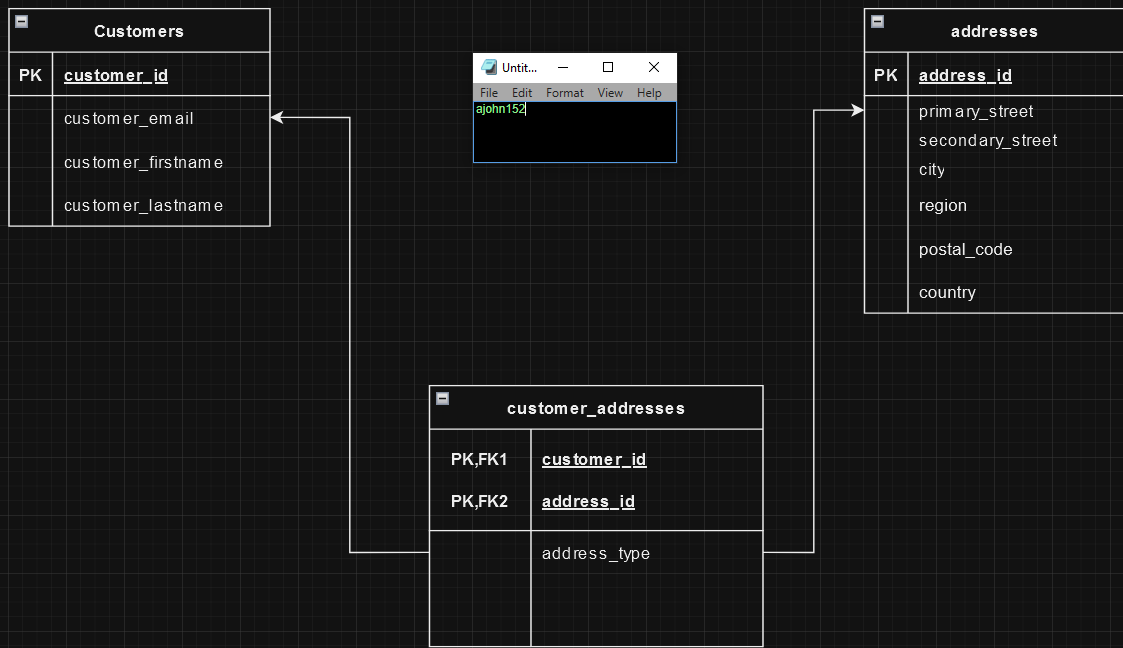 Customers
PK customer_id
customer_email
customer_firstname
customer_lastname
Untit...
File Edit Format View Help
ajohn152
addresses
PK address_id
primary_street
secondary_street
city
region
postal_code
country
customer_addresses
PK,FK1 customer_id
PK,FK2 address_id
address_type